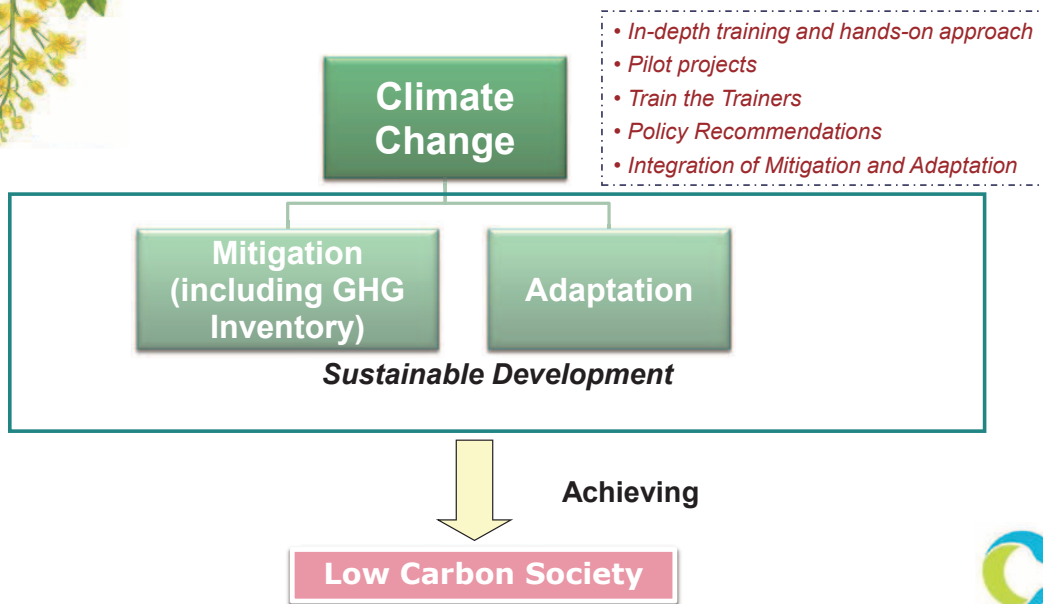 • In-depth training and hands-on approach
• Pilot projects
• Train the Trainers
• Policy Recommendations
• Integration of Mitigation and Adaptation
Climate
Change
Mitigation
(including GHG
Inventory)
Adaptation
Sustainable Development
Achieving
Low Carbon Society